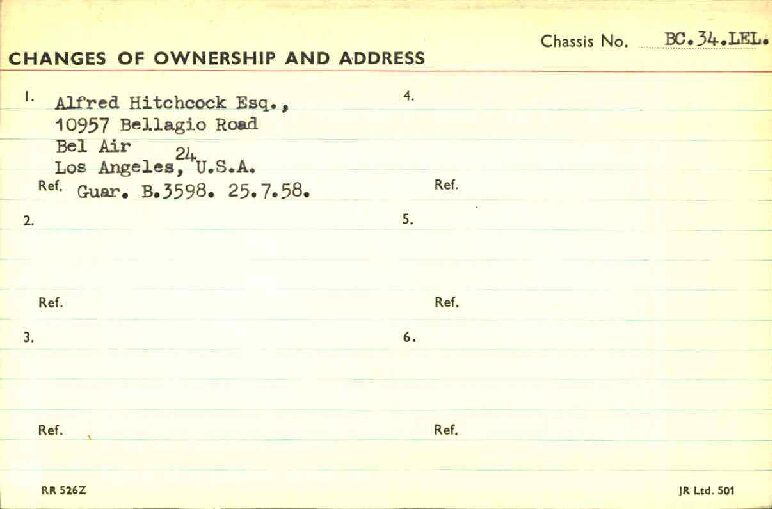 Chassis No. BC.34.LEL.
CHANGES OF OWNERSHIP AND ADDRESS
1. Alfred Hitchcock Esq.,
10957 Bellagio Road
Bel Air
Los Angeles, 24 U.S.A.
Ref. Guar. B.3598. 25.7.58.
2.
Ref.
3.
Ref.
4.
Ref.
5.
Ref.
6.
Ref.
RR 526Z
JR Ltd. 501